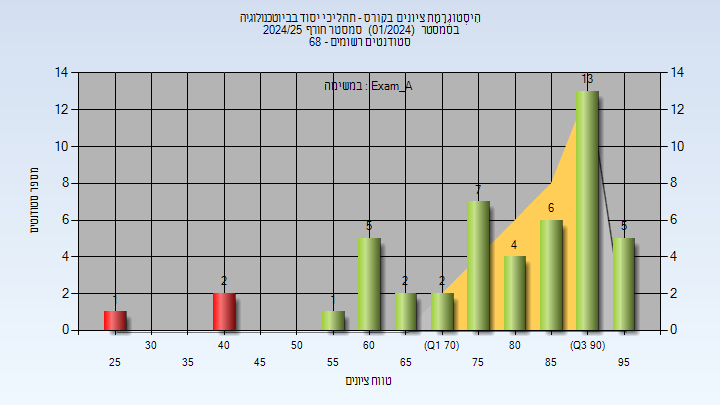 היסטוגרמת ציונים בקורס - תהליכי יסוד בביוטכנולוגיה
בסמסטר (01/2024) סמסטר חורף 2024/25
סטודנטים רשומים - 68
במשימה : Exam_A
מספר סטודנטים
14 14
12 12
10 10
8 8
6 6
4 4
2 2
0 0
1 2 1 5 2 2 7 4 6 13 5
30 40 50 60 (Q1 70) 80 (Q3 90)
25 35 45 55 65 75 85 95
טווח ציונים